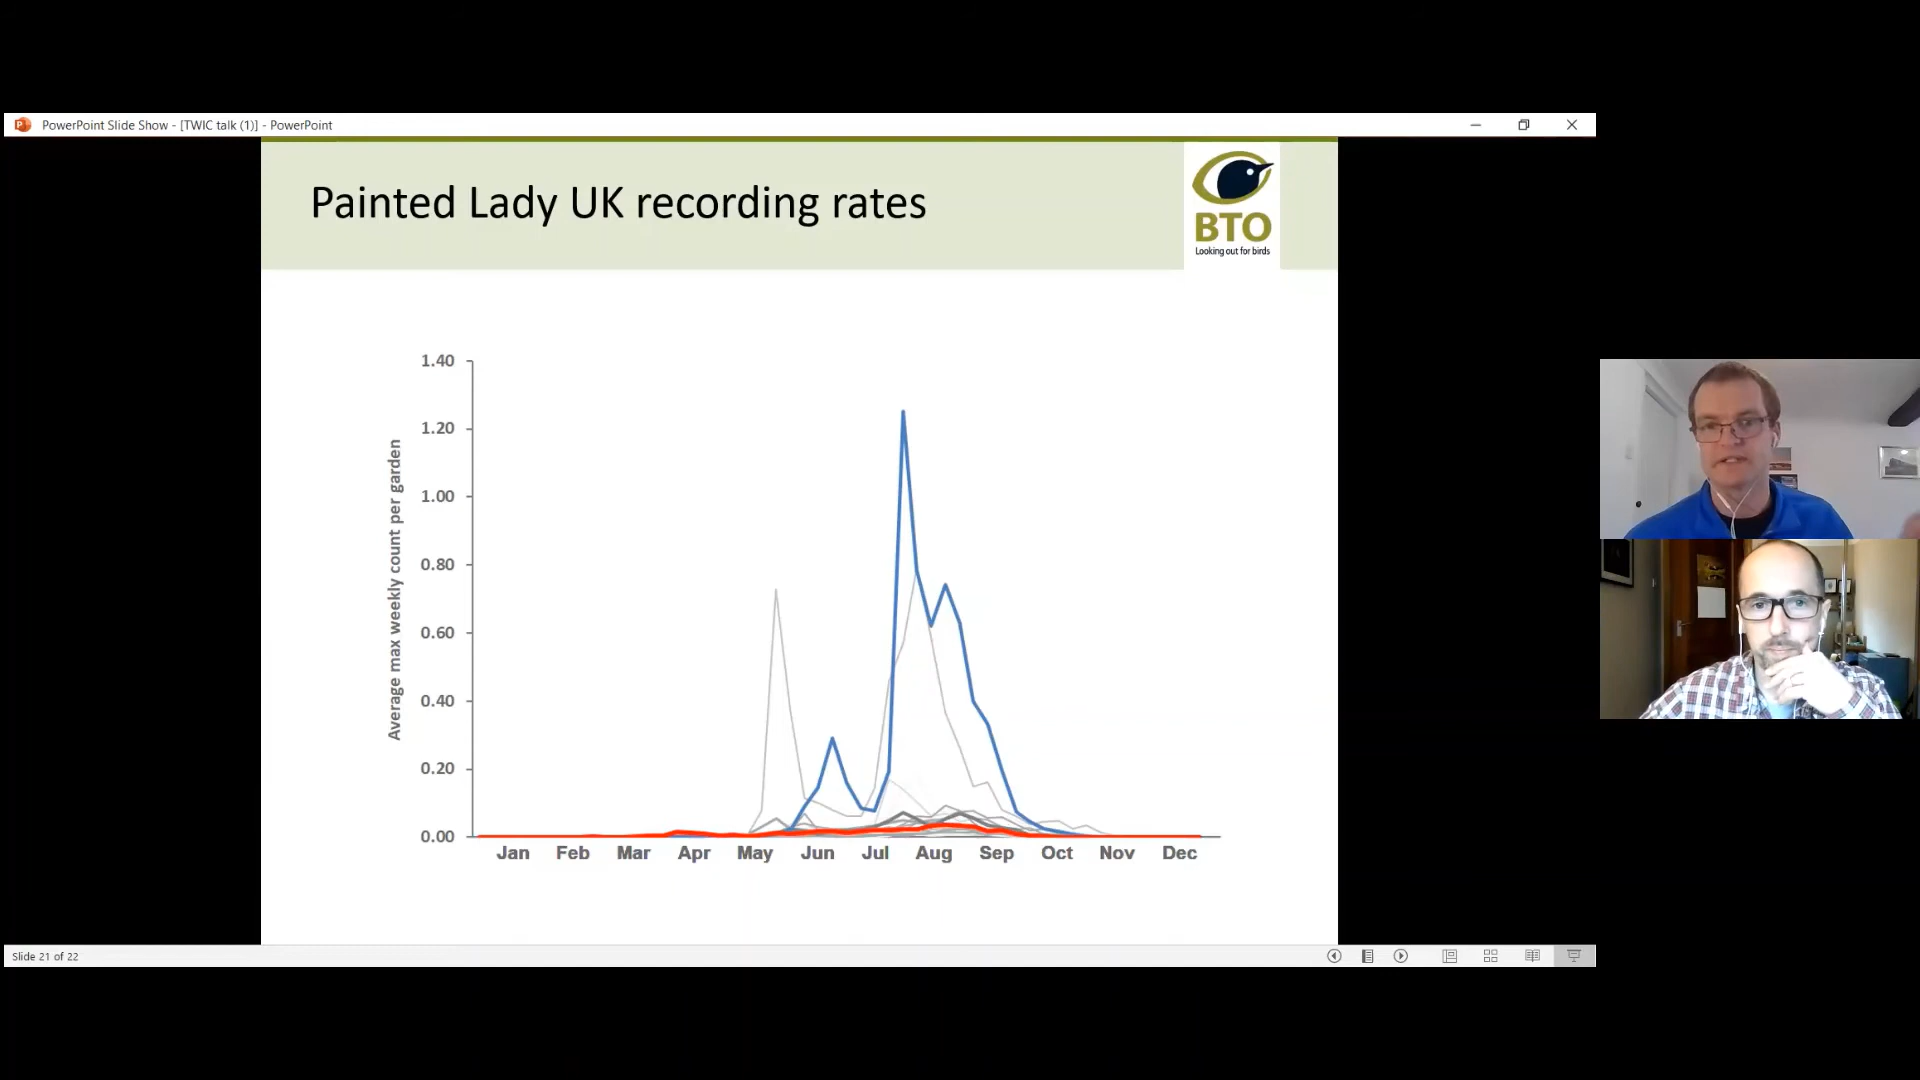 PowerPoint Slide Show - [TWIC talk (1)] - PowerPoint
Painted Lady UK recording rates
BTO
Looking out for birds
Average max weekly count per garden
1.40
1.20
1.00
0.80
0.60
0.40
0.20
0.00
Jan Feb Mar Apr May Jun Jul Aug Sep Oct Nov Dec
Slide 21 of 22